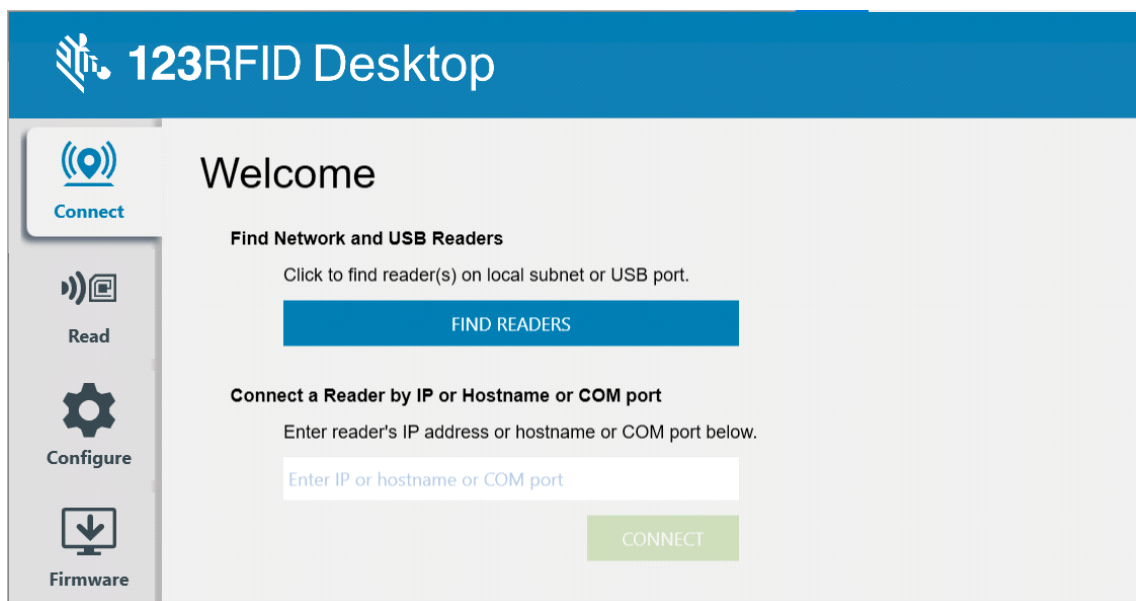 123RFID Desktop
Connect
Read
Configure
Firmware
Welcome
Find Network and USB Readers
Click to find reader(s) on local subnet or USB port.
FIND READERS
Connect a Reader by IP or Hostname or COM port
Enter reader's IP address or hostname or COM port below.
Enter IP or hostname or COM port
CONNECT